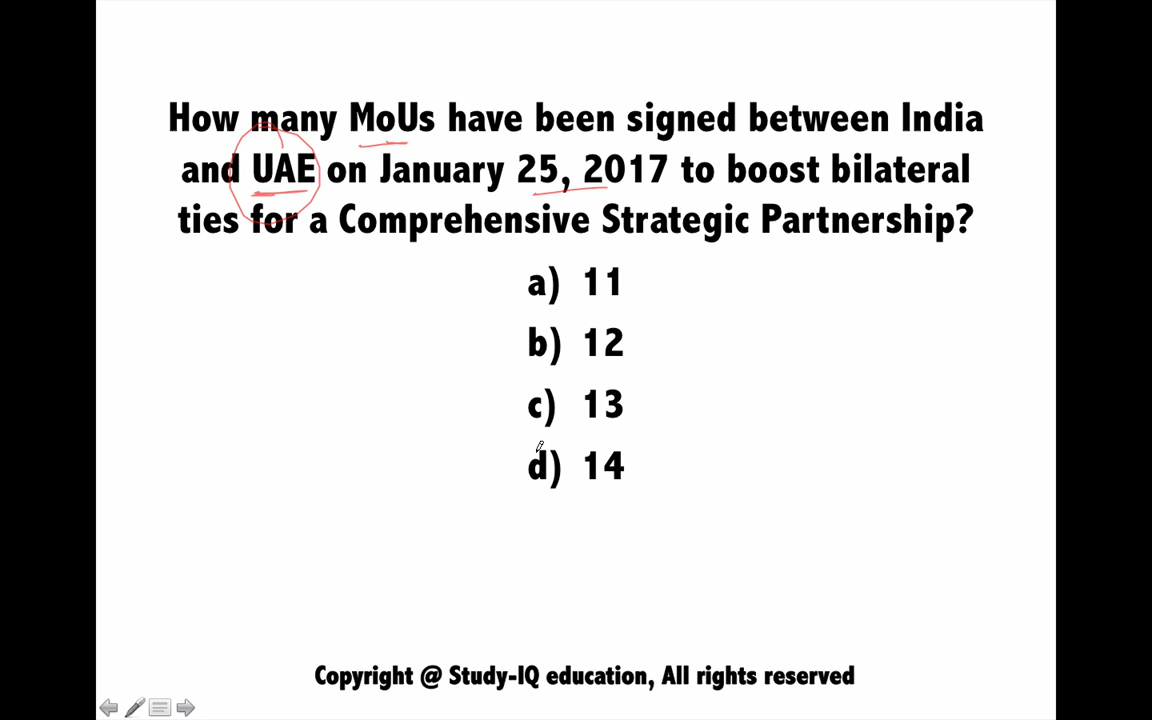 How many MoUs have been signed between India
and UAE on January 25, 2017 to boost bilateral
ties for a Comprehensive Strategic Partnership?
a) 11
b) 12
c) 13
d) 14
Copyright @ Study-IQ education, All rights reserved